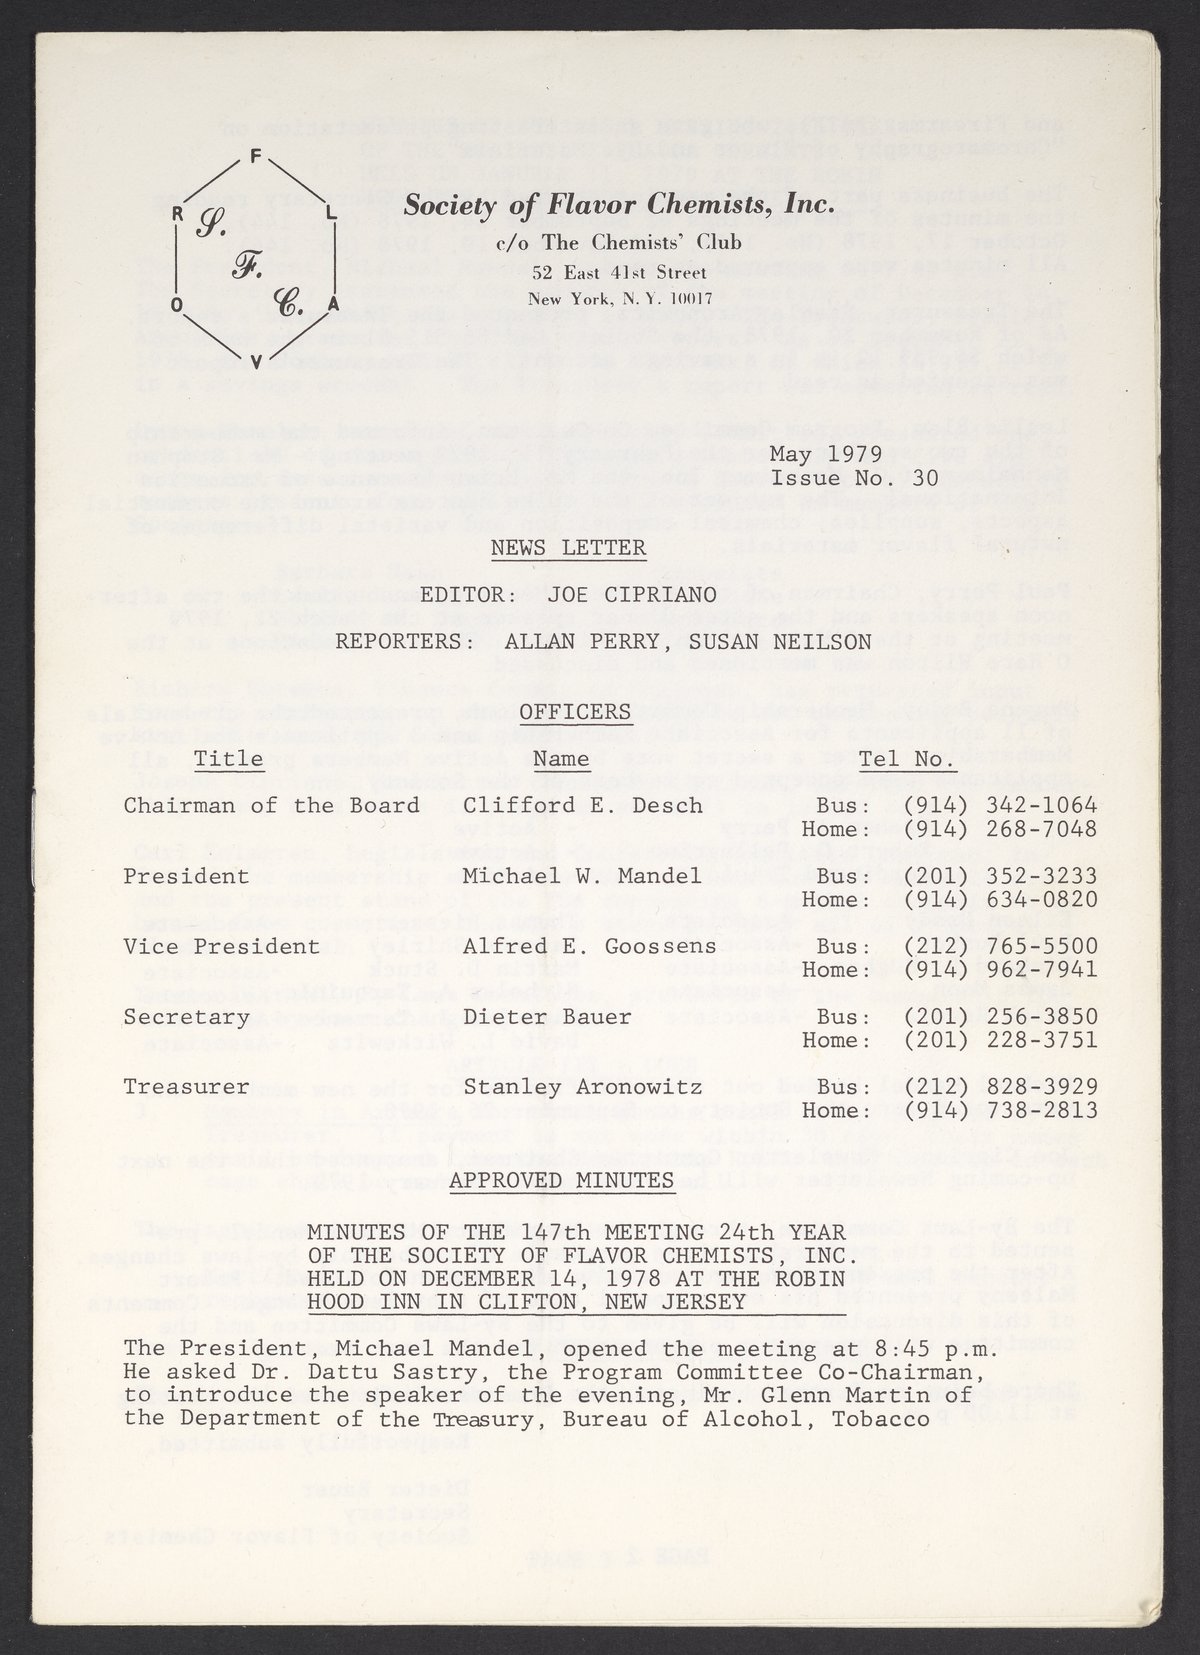 F
R L
S.
F.
C.
O A
V
Society of Flavor Chemists, Inc.
c/o The Chemists' Club
52 East 41st Street
New York, N. Y. 10017
May 1979
Issue No. 30
NEWS LETTER
EDITOR: JOE CIPRIANO
REPORTERS: ALLAN PERRY, SUSAN NEILSON
OFFICERS
Title Name Tel No.
Chairman of the Board Clifford E. Desch Bus: (914) 342-1064
Home: (914) 268-7048
President Michael W. Mandel Bus: (201) 352-3233
Home: (914) 634-0820
Vice President Alfred E. Goossens Bus: (212) 765-5500
Home: (914) 962-7941
Secretary Dieter Bauer Bus: (201) 256-3850
Home: (201) 228-3751
Treasurer Stanley Aronowitz Bus: (212) 828-3929
Home: (914) 738-2813
APPROVED MINUTES
MINUTES OF THE 147th MEETING 24th YEAR
OF THE SOCIETY OF FLAVOR CHEMISTS, INC.
HELD ON DECEMBER 14, 1978 AT THE ROBIN
HOOD INN IN CLIFTON, NEW JERSEY
The President, Michael Mandel, opened the meeting at 8:45 p.m.
He asked Dr. Dattu Sastry, the Program Committee Co-Chairman,
to introduce the speaker of the evening, Mr. Glenn Martin of
the Department of the Treasury, Bureau of Alcohol, Tobacco